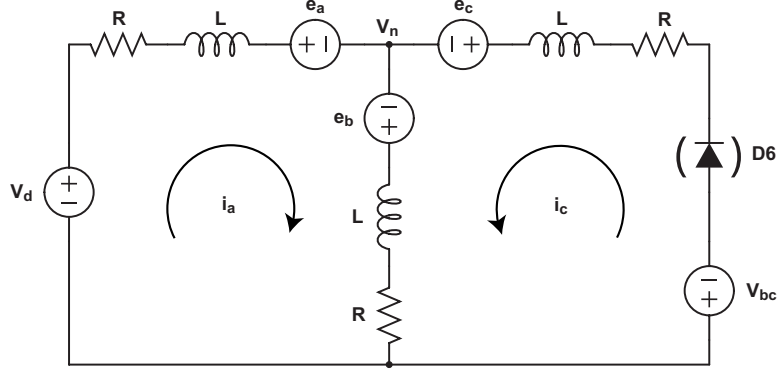 R L e_a V_n e_c L R
+ − − +
e_b − +
( ) D6
V_d + −
i_a L i_c
R
− + V_bc